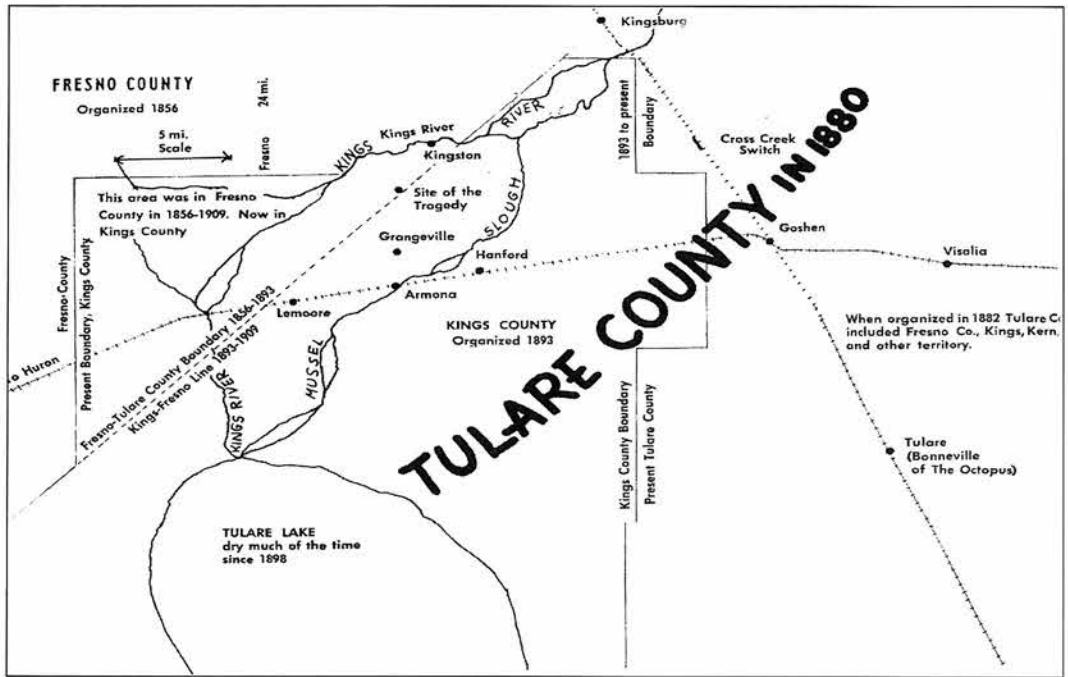 Kingsburg
FRESNO COUNTY
Organized 1856
5 mi.
Scale
24 mi.
Fresno
Kings River
KINGS
RIVER
Kingston
1893 to present
Boundary
Cross Creek
Switch
TULARE COUNTY IN 1880
This area was in Fresno
County in 1856-1909. Now in
Kings County
Site of the
Tragedy
SLOUGH
Grangeville
Hanford
Goshen
Visalia
Armona
Lemoore
Fresno-County
Present Boundary, Kings County
o Huron
Fresno-Tulare County Boundary 1856-1893
Kings-Fresno Line 1893-1909
KINGS COUNTY
Organized 1893
When organized in 1882 Tulare Co
included Fresno Co., Kings, Kern,
and other territory.
MUSSEL
KINGS RIVER
Kings County Boundary
Present Tulare County
Tulare
(Bonneville
of The Octopus)
TULARE LAKE
dry much of the time
since 1898